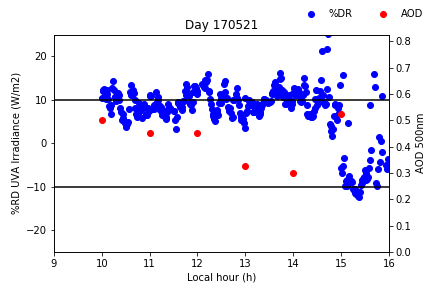 %DR AOD
Day 170521
%RD UVA Irradiance (W/m2)
20
10
0
−10
−20
9 10 11 12 13 14 15 16
Local hour (h)
0.8
0.7
0.6
0.5
0.4
0.3
0.2
0.1
0.0
AOD 500nm